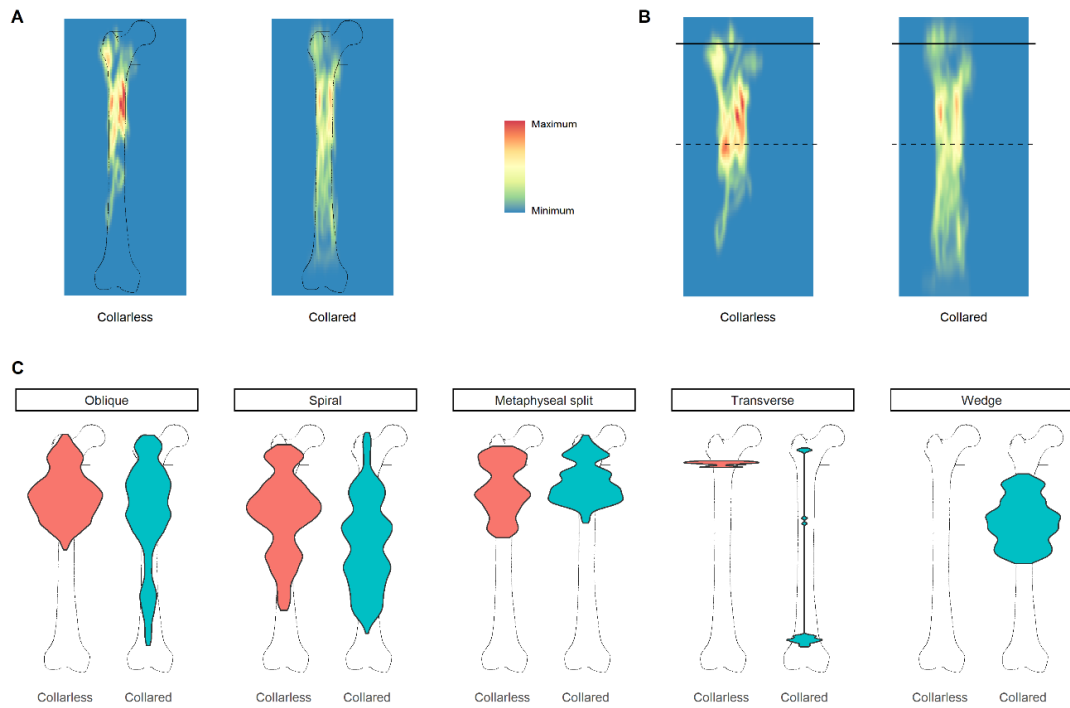 A
B
Maximum
Minimum
Collarless
Collared
Collarless
Collared
C
Oblique
Spiral
Metaphyseal split
Transverse
Wedge
Collarless
Collared
Collarless
Collared
Collarless
Collared
Collarless
Collared
Collarless
Collared